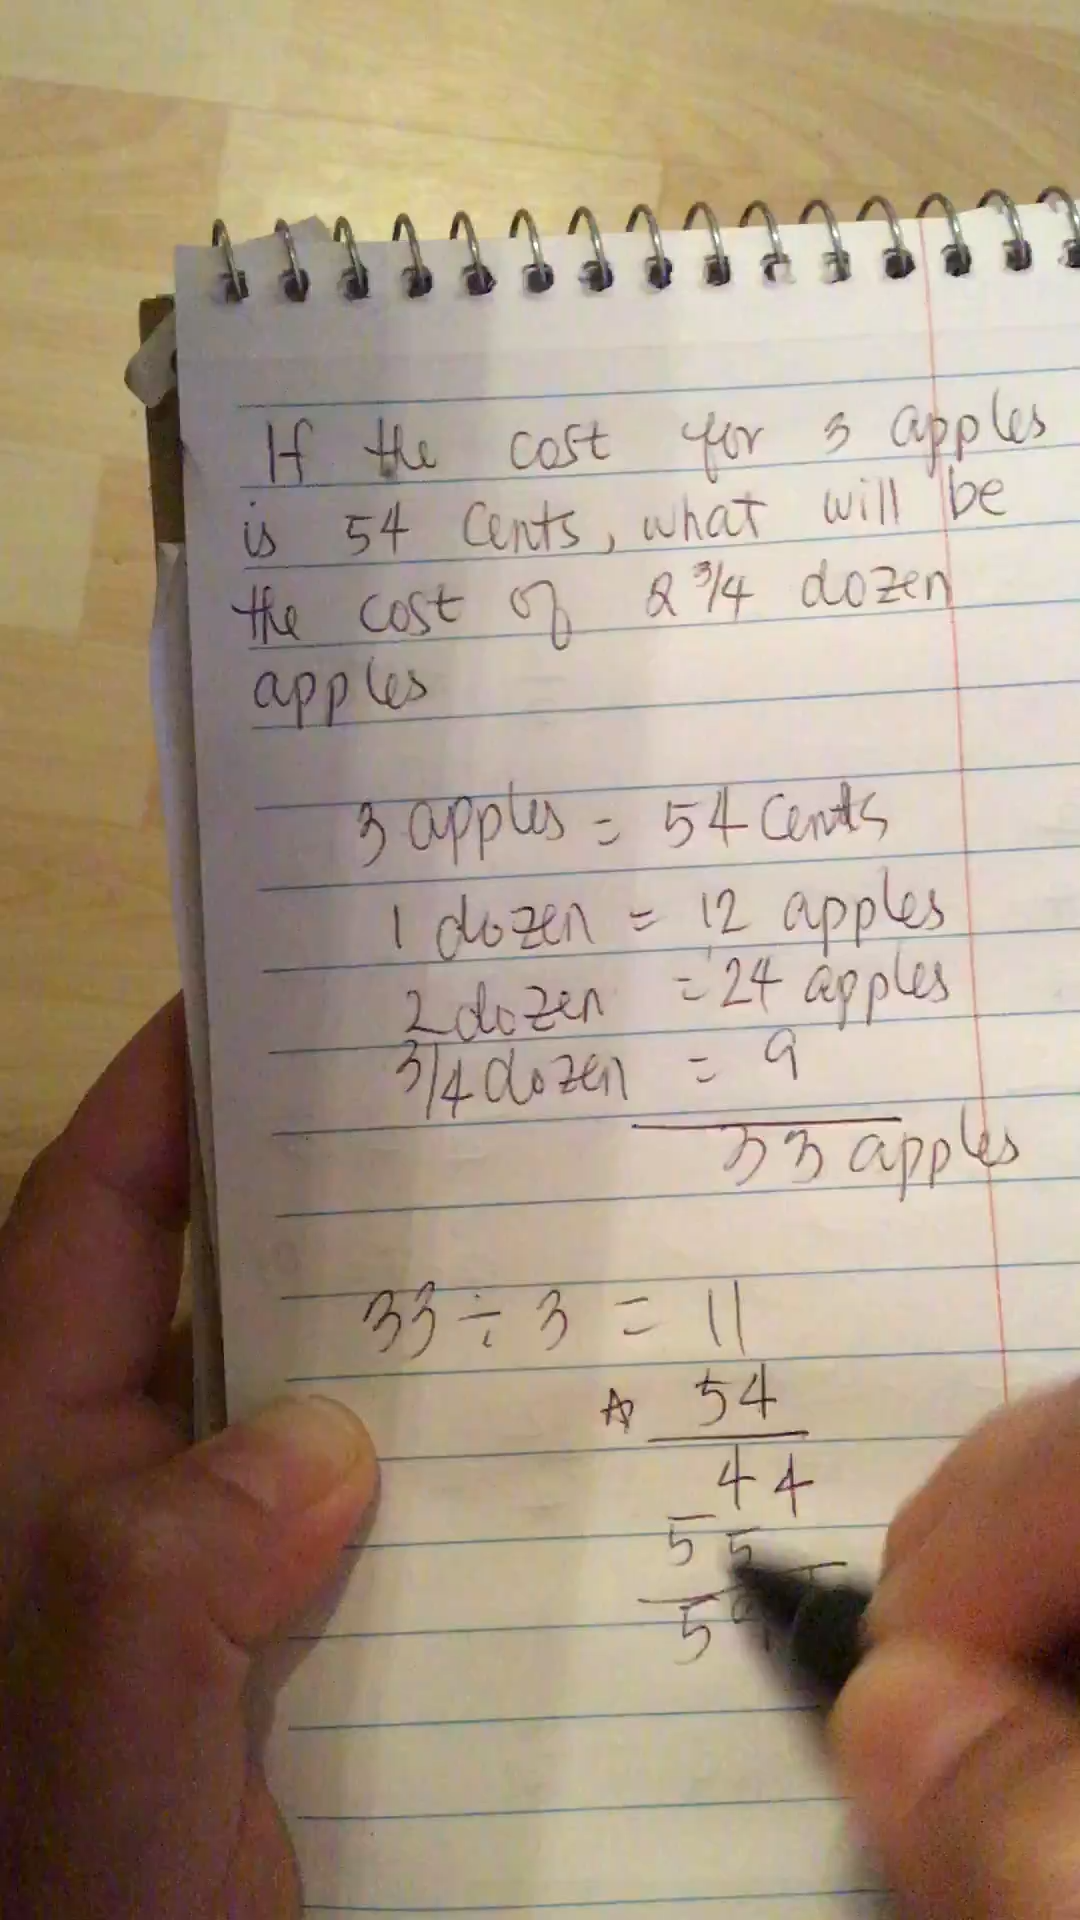 If the cost for 3 apples
is 54 Cents, what will be
the cost of 2 3/4 dozen
apples
3 apples = 54 Cents
1 dozen = 12 apples
2 dozen = 24 apples
3/4 dozen = 9
33 apples
33 ÷ 3 = 11
54
44
55
59